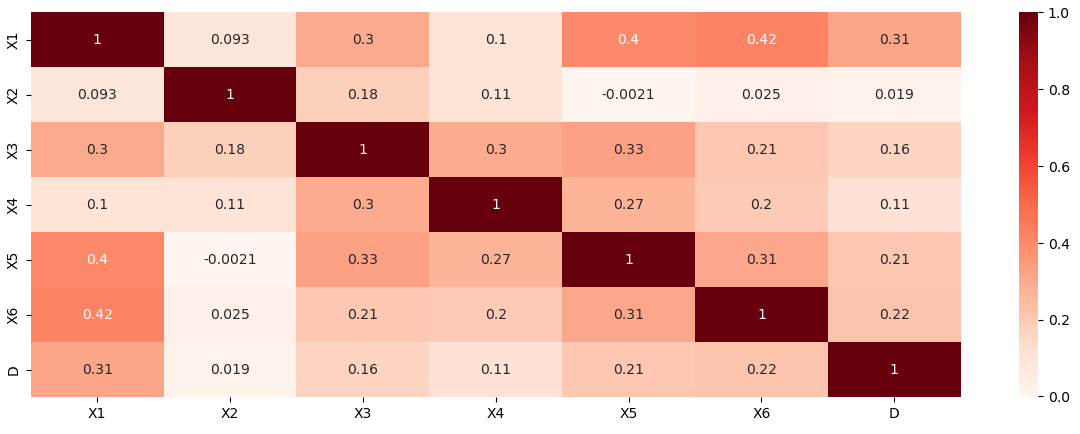 X1 1 0.093 0.3 0.1 0.4 0.42 0.31
X2 0.093 1 0.18 0.11 -0.0021 0.025 0.019
X3 0.3 0.18 1 0.3 0.33 0.21 0.16
X4 0.1 0.11 0.3 1 0.27 0.2 0.11
X5 0.4 -0.0021 0.33 0.27 1 0.31 0.21
X6 0.42 0.025 0.21 0.2 0.31 1 0.22
D 0.31 0.019 0.16 0.11 0.21 0.22 1
X1 X2 X3 X4 X5 X6 D
1.0
0.8
0.6
0.4
0.2
0.0